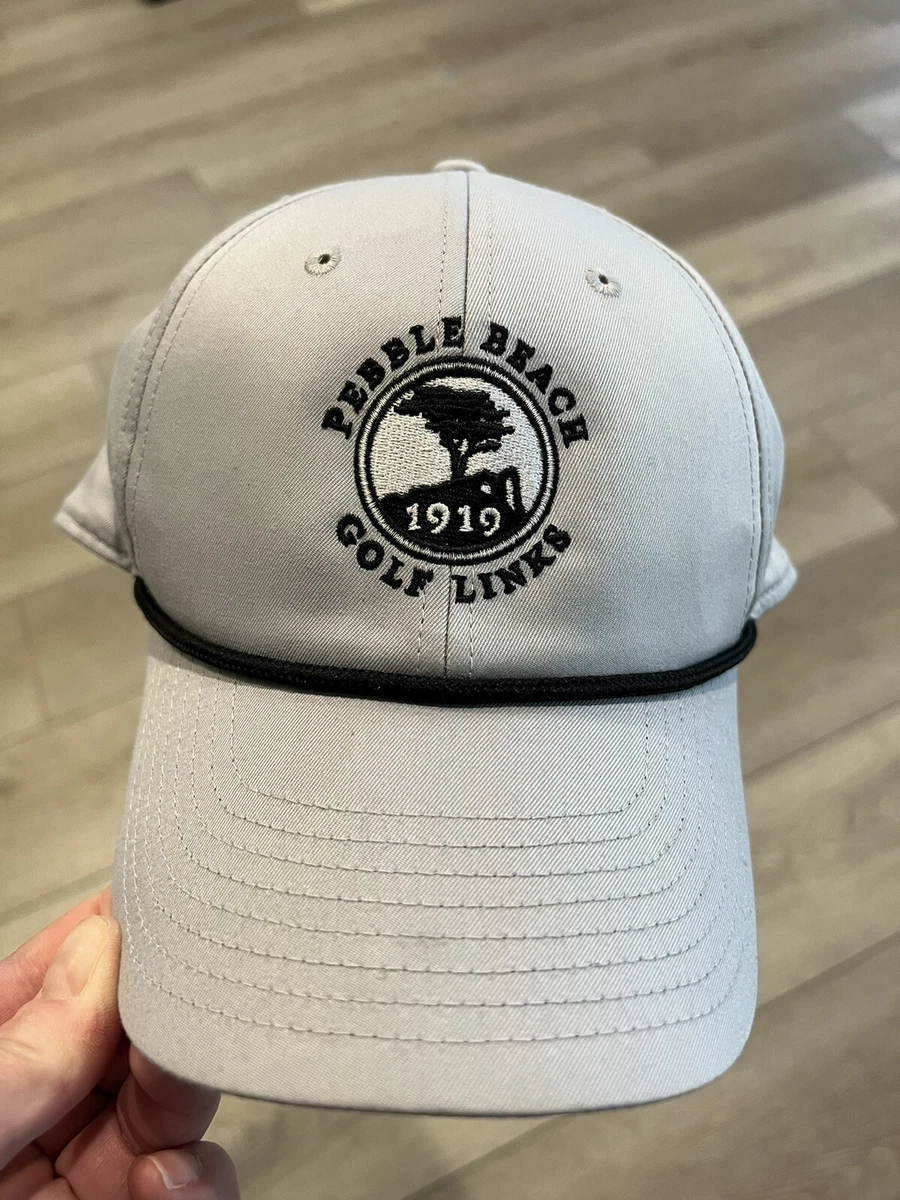 PEBBLE BEACH
1919
GOLF LINKS